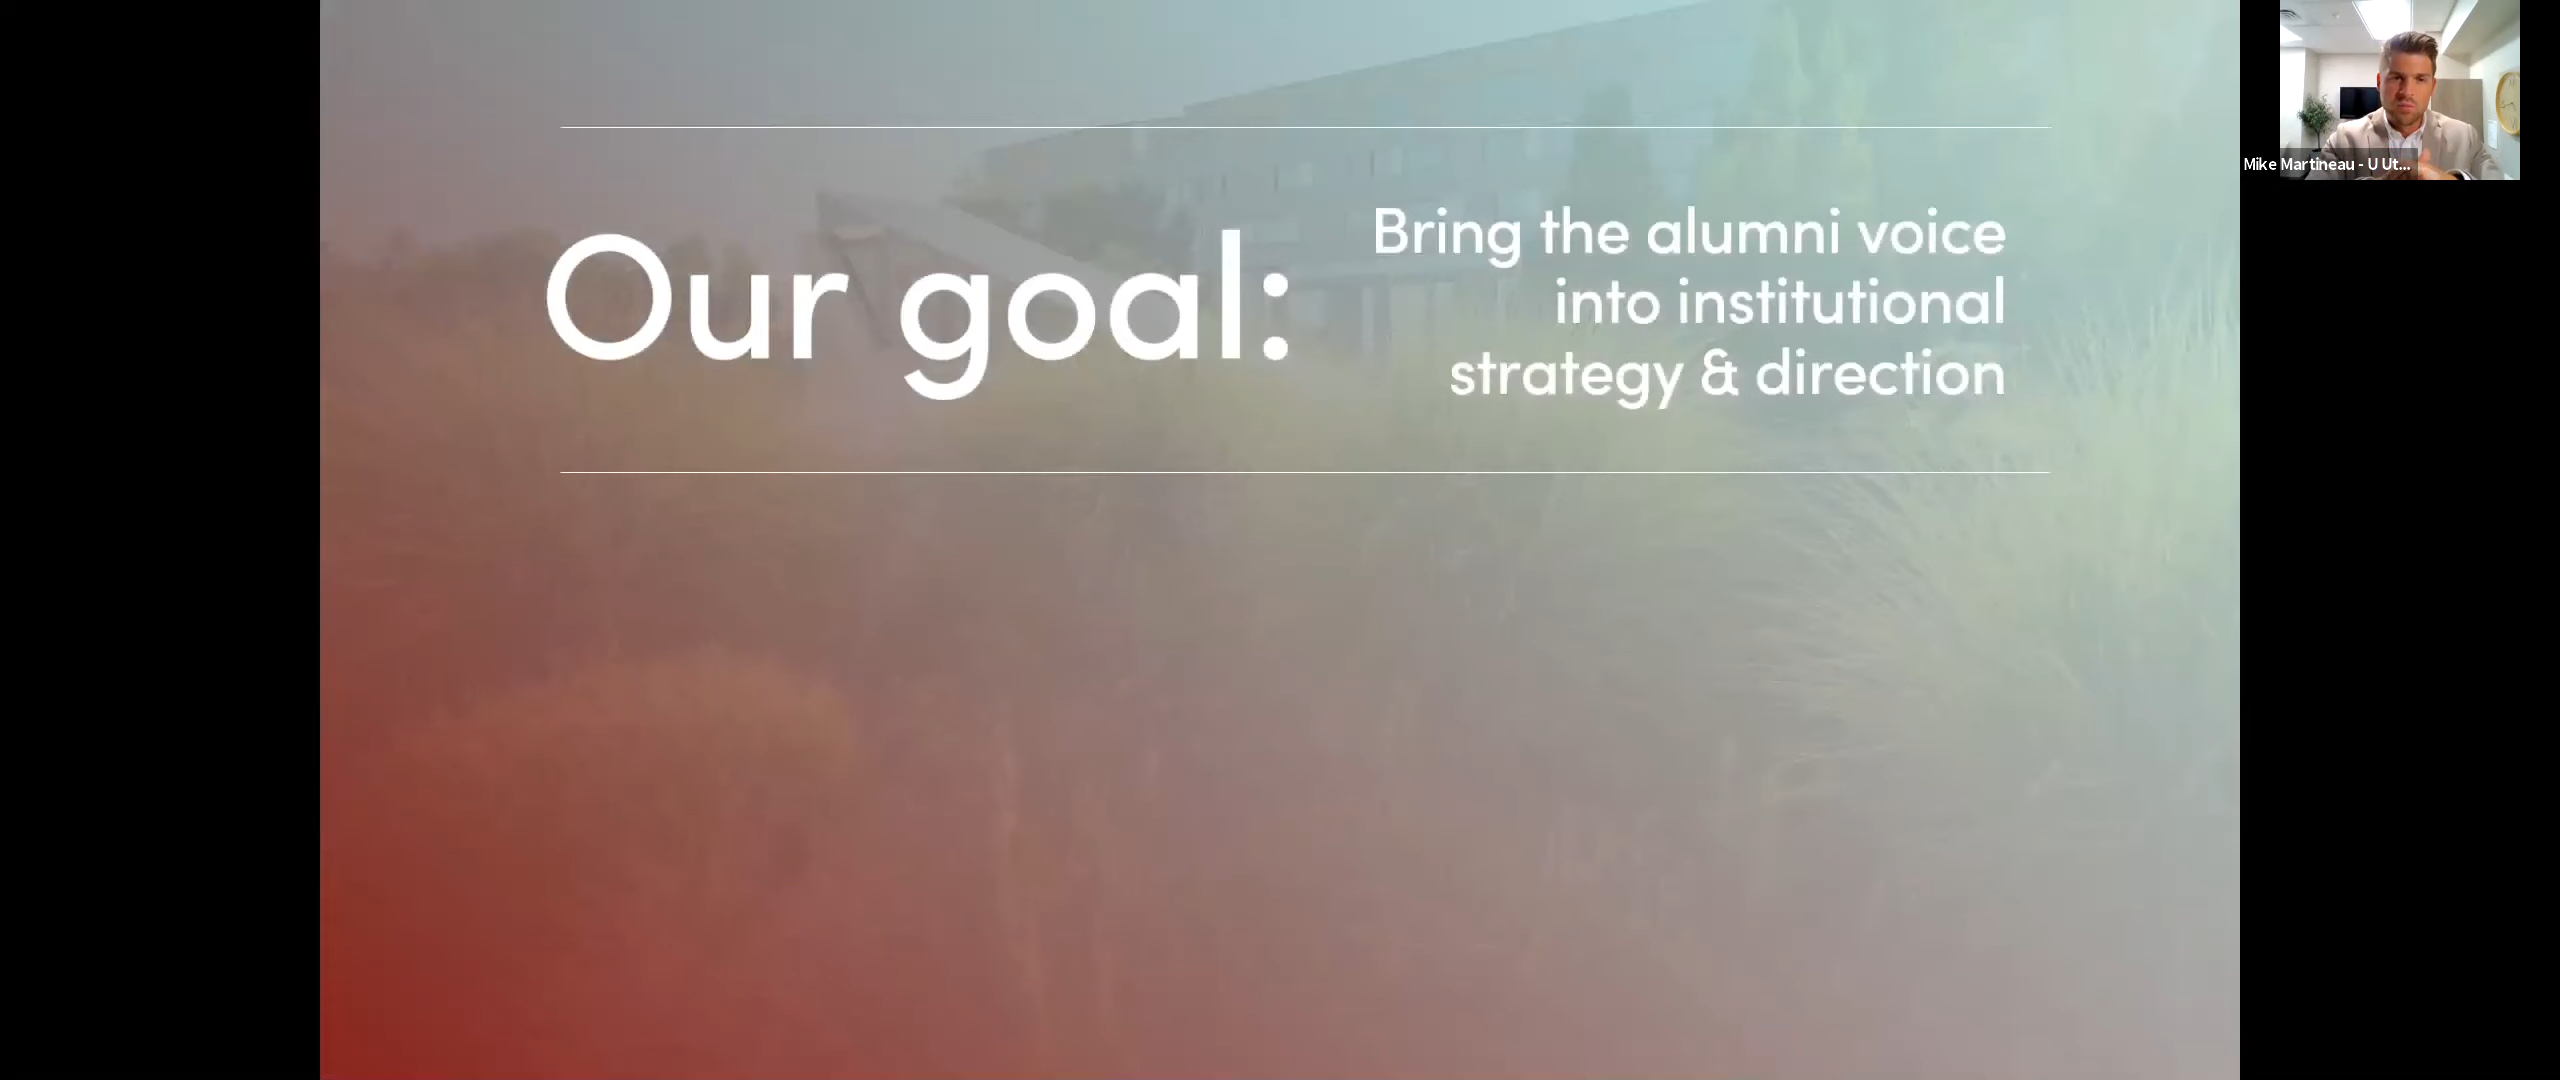 Our goal:
Bring the alumni voice
into institutional
strategy & direction
Mike Martineau - U Ut...